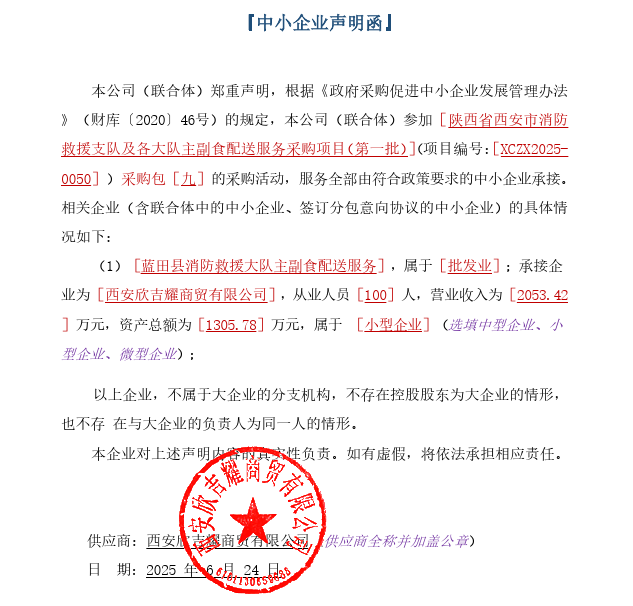 『中小企业声明函』
本公司（联合体）郑重声明，根据《政府采购促进中小企业发展管理办法
》（财库〔2020〕46号）的规定，本公司（联合体）参加［陕西省西安市消防
救援支队及各大队主副食配送服务采购项目(第一批)］(项目编号:［XCZX2025-
0050］）采购包［九］的采购活动，服务全部由符合政策要求的中小企业承接。
相关企业（含联合体中的中小企业、签订分包意向协议的中小企业）的具体情
况如下：
（1）［蓝田县消防救援大队主副食配送服务］，属于［批发业］；承接企
业为［西安欣吉耀商贸有限公司］，从业人员［100］人，营业收入为［2053.42
］万元，资产总额为［1305.78］万元，属于 ［小型企业］（选填中型企业、小
型企业、微型企业）；
以上企业，不属于大企业的分支机构，不存在控股股东为大企业的情形，
也不存 在与大企业的负责人为同一人的情形。
本企业对上述声明内容的真实性负责。如有虚假，将依法承担相应责任。
供应商：西安欣吉耀商贸有限公司（供应商全称并加盖公章）
日 期：2025 年 6 月 24 日
西安欣吉耀商贸有限公司